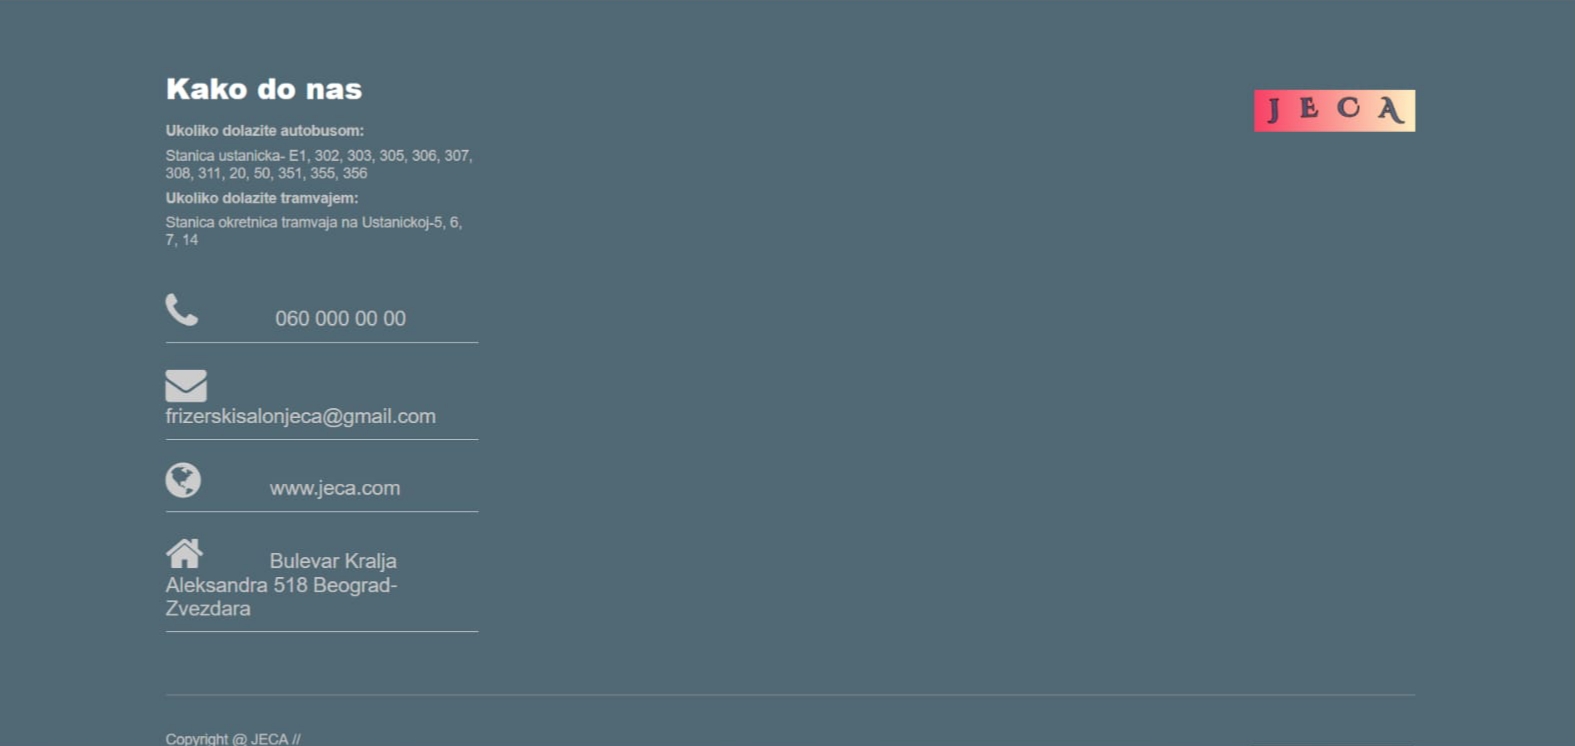 Kako do nas
JECA
Ukoliko dolazite autobusom:
Stanica ustanicka- E1, 302, 303, 305, 306, 307,
308, 311, 20, 50, 351, 355, 356
Ukoliko dolazite tramvajem:
Stanica okretnica tramvaja na Ustanickoj-5, 6,
7, 14
060 000 00 00
frizerskisalonjeca@gmail.com
www.jeca.com
Bulevar Kralja
Aleksandra 518 Beograd-
Zvezdara
Copyright @ JECA //